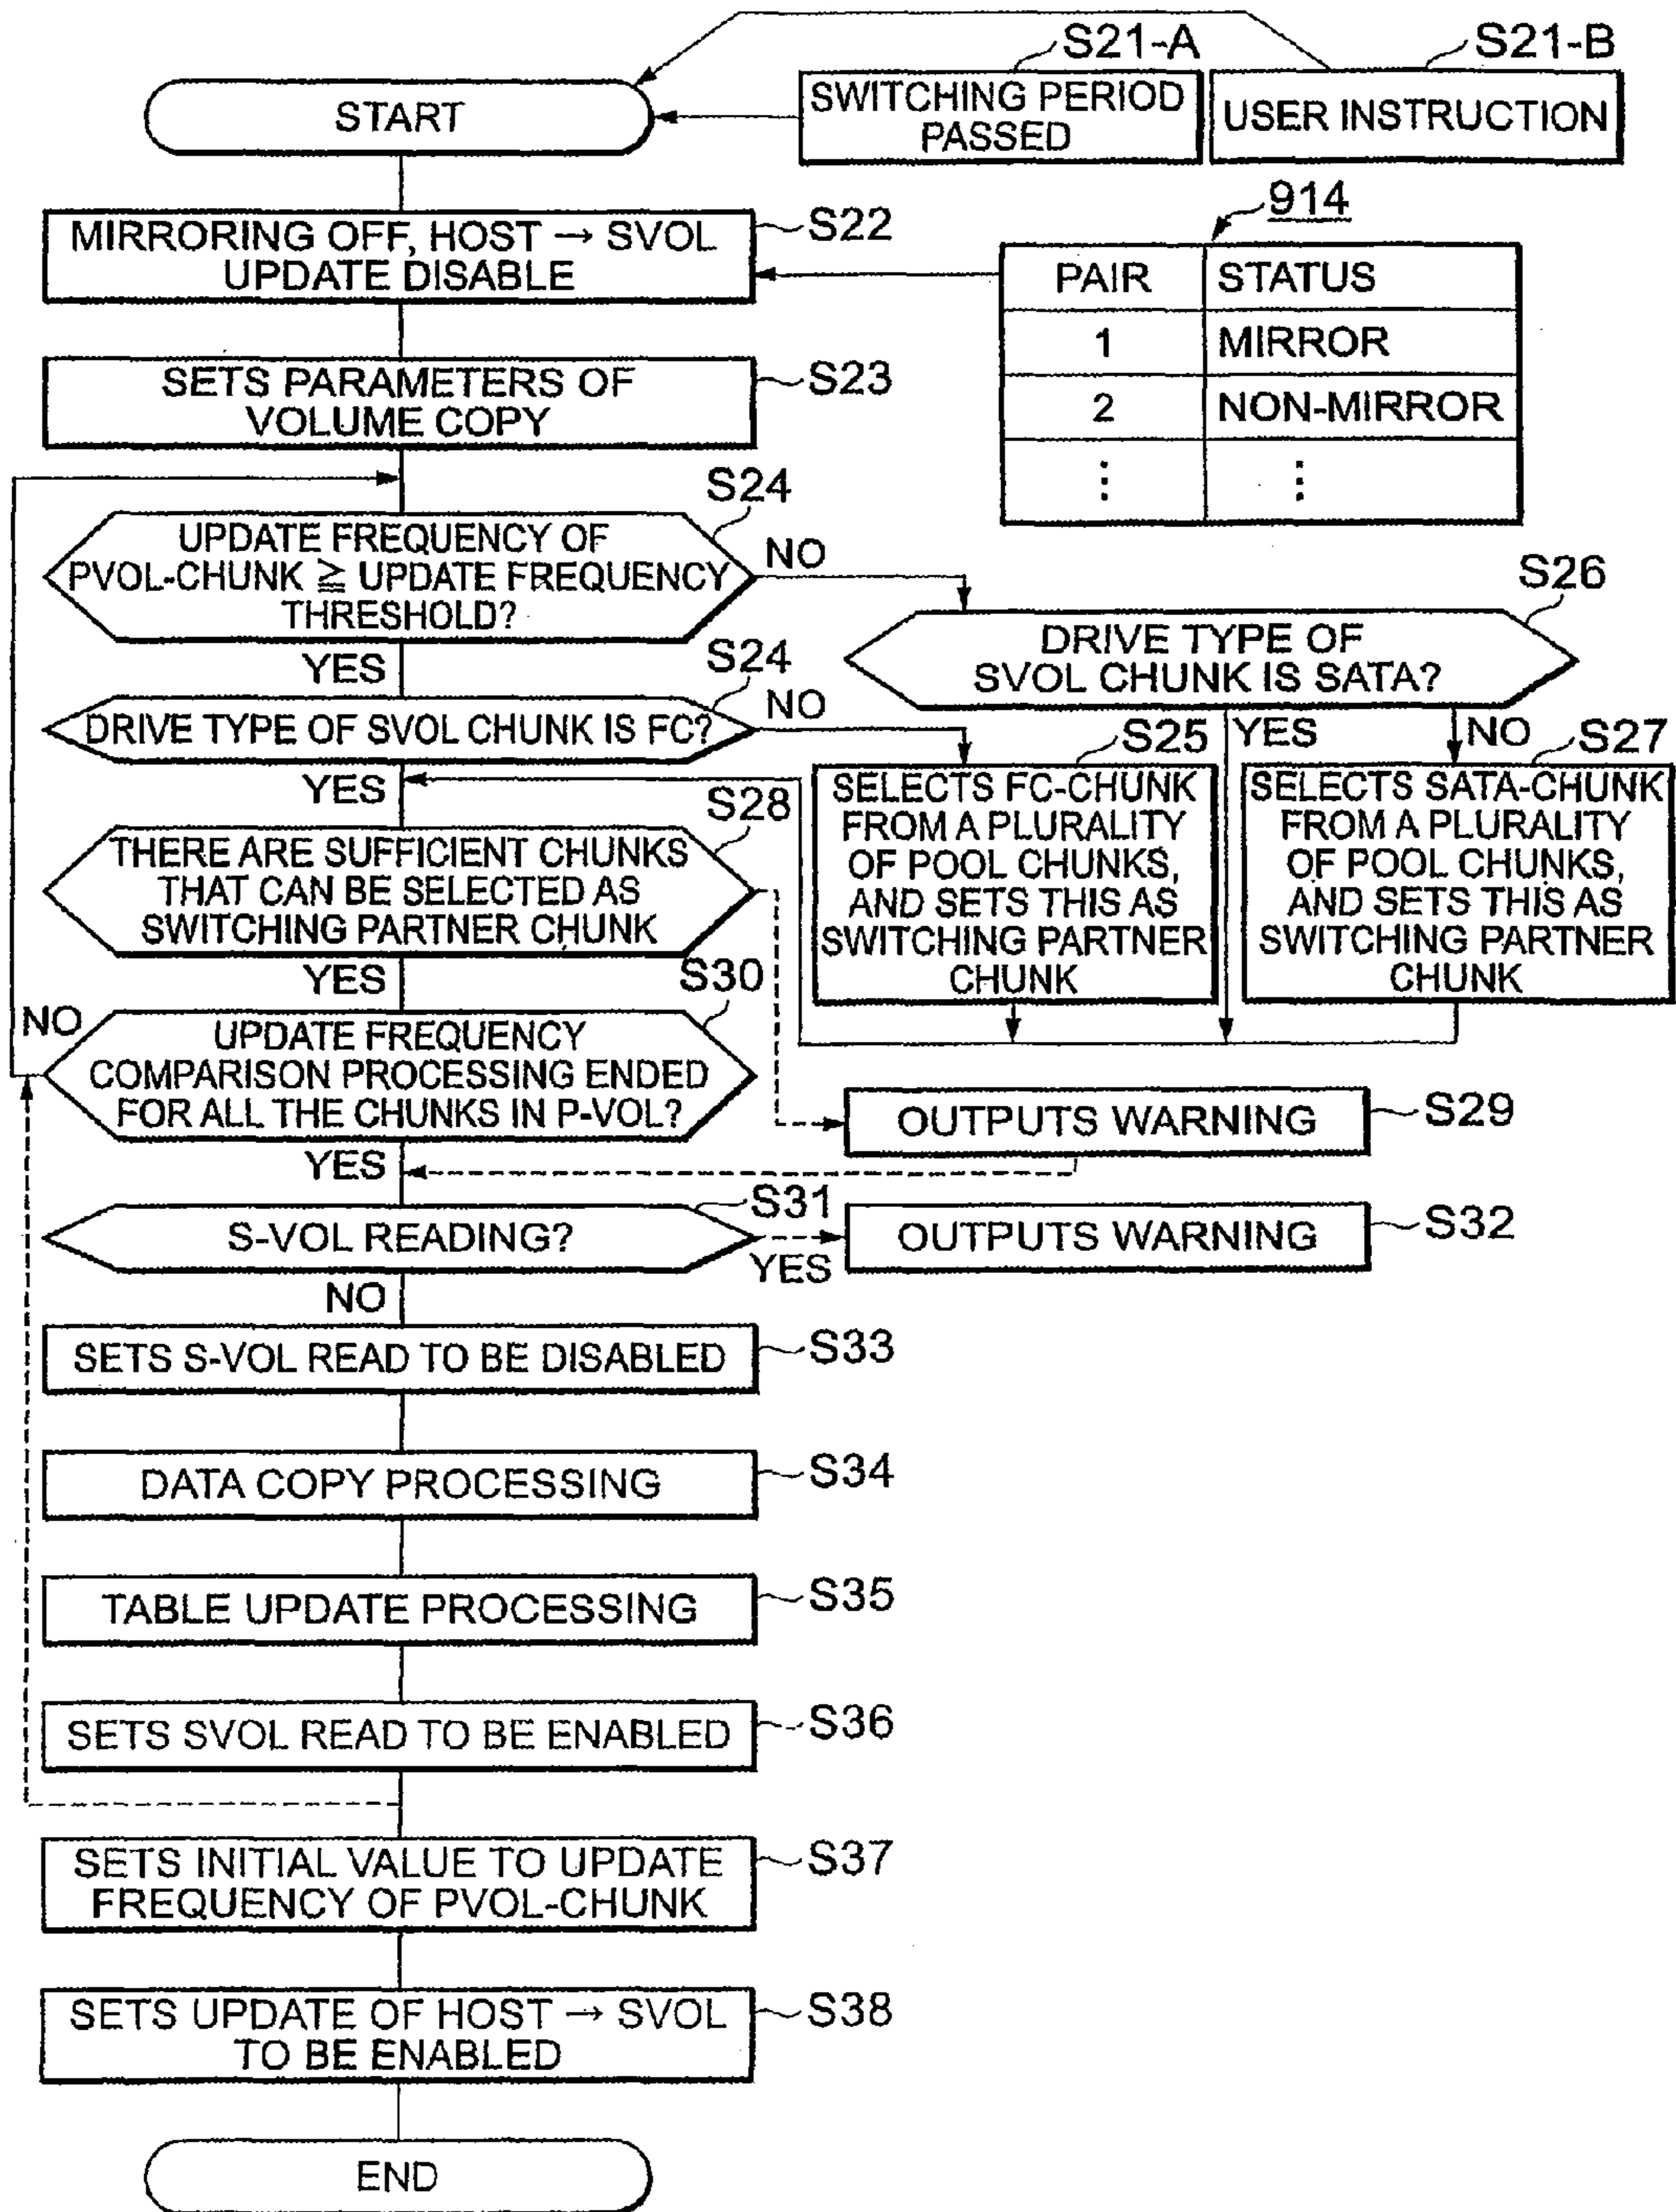 S21-A
S21-B
START
SWITCHING PERIOD
PASSED
USER INSTRUCTION
S22
MIRRORING OFF, HOST → SVOL
UPDATE DISABLE
914
PAIR STATUS
1 MIRROR
2 NON-MIRROR
⋮ ⋮
S23
SETS PARAMETERS OF
VOLUME COPY
S24
UPDATE FREQUENCY OF
PVOL-CHUNK ≧ UPDATE FREQUENCY
THRESHOLD?
NO
YES
S26
DRIVE TYPE OF
SVOL CHUNK IS SATA?
YES
NO
S24
DRIVE TYPE OF SVOL CHUNK IS FC?
NO
YES
S25
SELECTS FC-CHUNK
FROM A PLURALITY
OF POOL CHUNKS,
AND SETS THIS AS
SWITCHING PARTNER
CHUNK
S27
SELECTS SATA-CHUNK
FROM A PLURALITY
OF POOL CHUNKS,
AND SETS THIS AS
SWITCHING PARTNER
CHUNK
S28
THERE ARE SUFFICIENT CHUNKS
THAT CAN BE SELECTED AS
SWITCHING PARTNER CHUNK
YES
S30
NO
UPDATE FREQUENCY
COMPARISON PROCESSING ENDED
FOR ALL THE CHUNKS IN P-VOL?
YES
OUTPUTS WARNING
S29
S31
S-VOL READING?
YES
NO
OUTPUTS WARNING
S32
SETS S-VOL READ TO BE DISABLED
S33
DATA COPY PROCESSING
S34
TABLE UPDATE PROCESSING
S35
SETS SVOL READ TO BE ENABLED
S36
SETS INITIAL VALUE TO UPDATE
FREQUENCY OF PVOL-CHUNK
S37
SETS UPDATE OF HOST → SVOL
TO BE ENABLED
S38
END